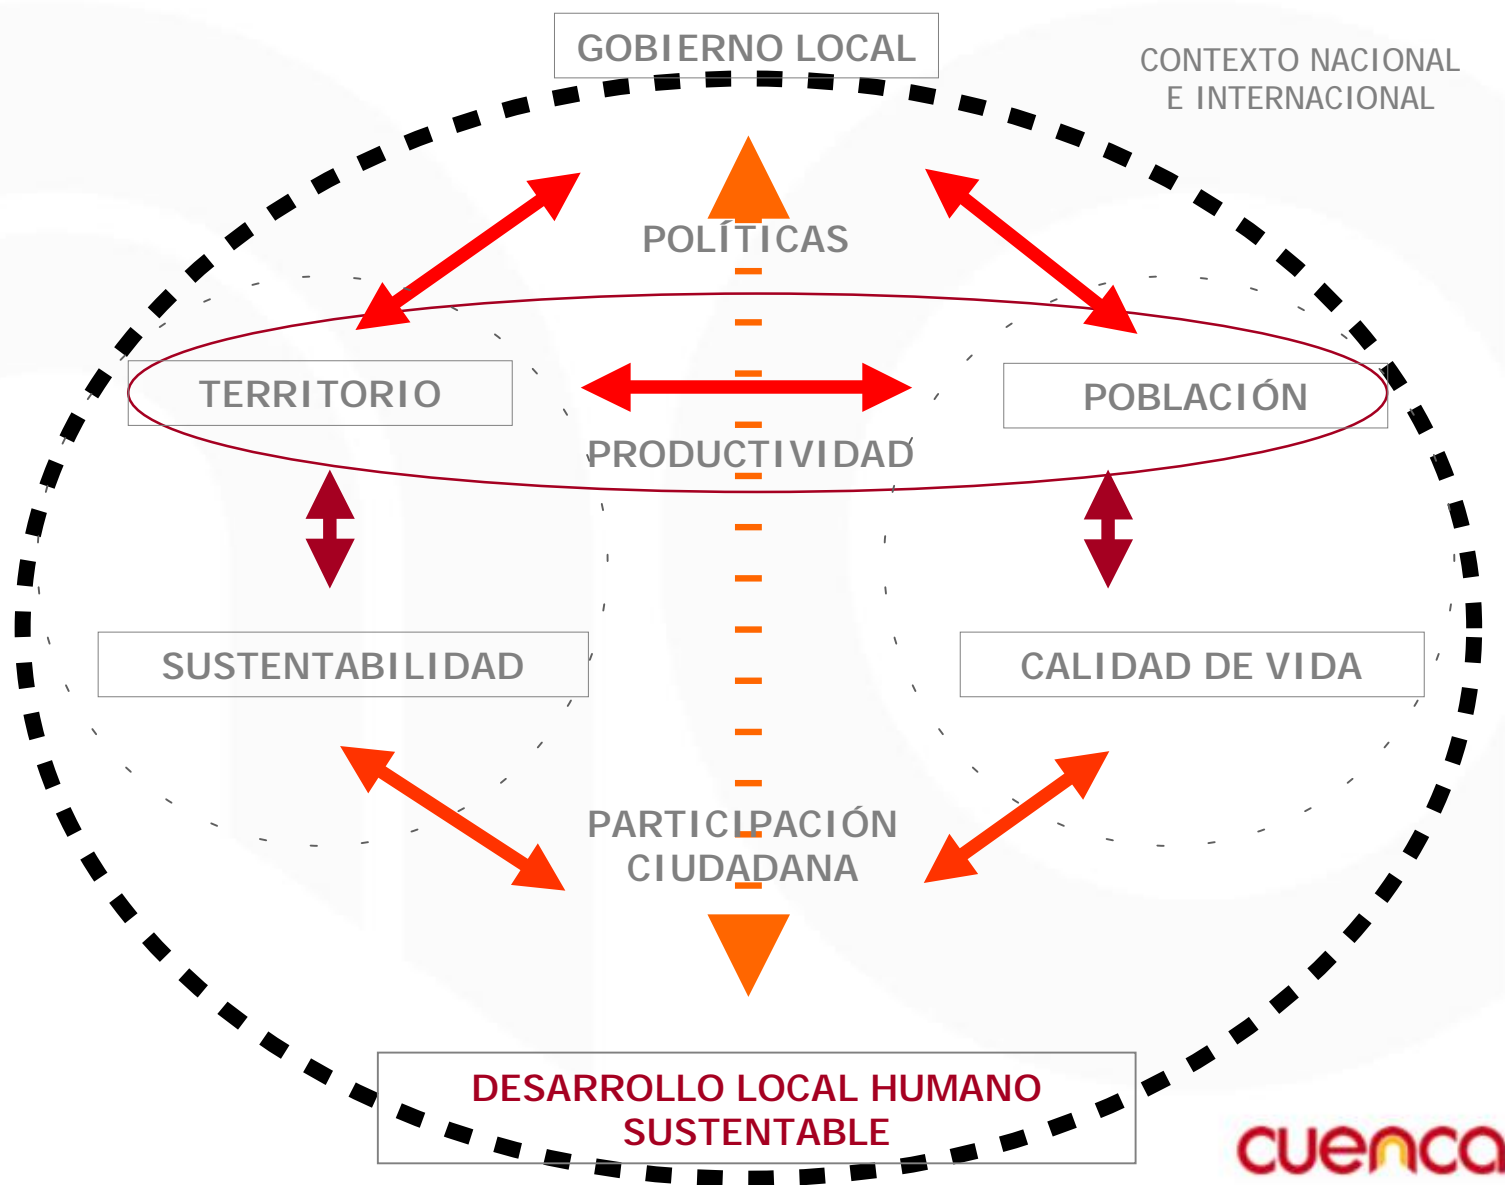 GOBIERNO LOCAL
CONTEXTO NACIONAL
E INTERNACIONAL
POLÍTICAS
TERRITORIO
POBLACIÓN
PRODUCTIVIDAD
SUSTENTABILIDAD
CALIDAD DE VIDA
PARTICIPACIÓN
CIUDADANA
DESARROLLO LOCAL HUMANO
SUSTENTABLE
cuenca